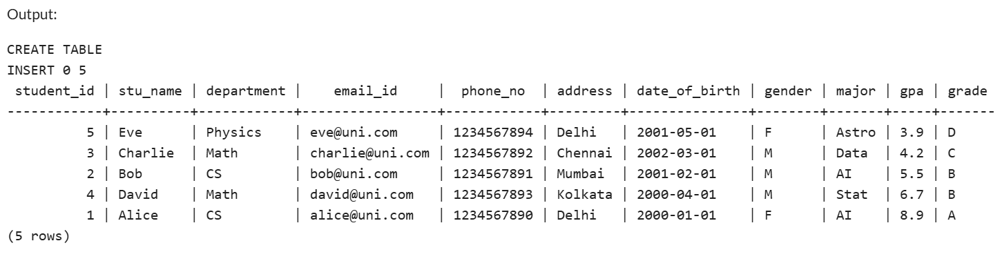 Output:
CREATE TABLE
INSERT 0 5
 student_id | stu_name | department |    email_id     |  phone_no  | address | date_of_birth | gender | major | gpa | grade
------------+----------+------------+-----------------+------------+---------+---------------+--------+-------+-----+-------
          5 | Eve      | Physics    | eve@uni.com     | 1234567894 | Delhi   | 2001-05-01    | F      | Astro | 3.9 | D
          3 | Charlie  | Math       | charlie@uni.com | 1234567892 | Chennai | 2002-03-01    | M      | Data  | 4.2 | C
          2 | Bob      | CS         | bob@uni.com     | 1234567891 | Mumbai  | 2001-02-01    | M      | AI    | 5.5 | B
          4 | David    | Math       | david@uni.com   | 1234567893 | Kolkata | 2000-04-01    | M      | Stat  | 6.7 | B
          1 | Alice    | CS         | alice@uni.com   | 1234567890 | Delhi   | 2000-01-01    | F      | AI    | 8.9 | A
(5 rows)